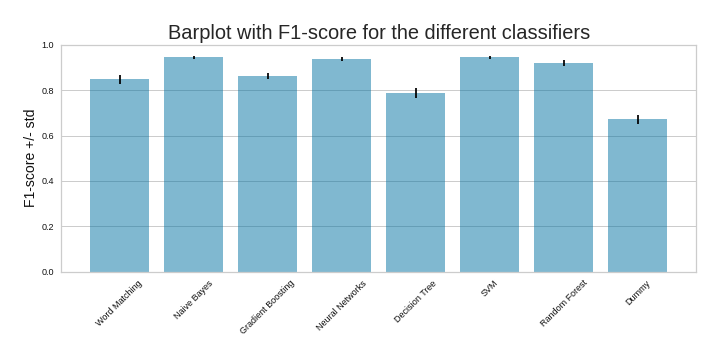 Barplot with F1-score for the different classifiers
F1-score +/- std
1.0
0.8
0.6
0.4
0.2
0.0
Word Matching
Naive Bayes
Gradient Boosting
Neural Networks
Decision Tree
SVM
Random Forest
Dummy